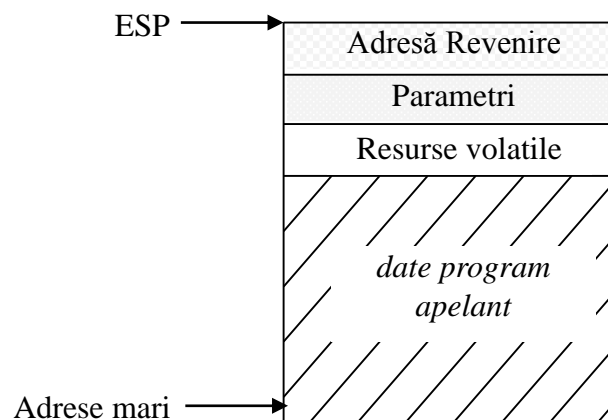 ESP
Adresă Revenire
Parametri
Resurse volatile
date program
apelant
Adrese mari